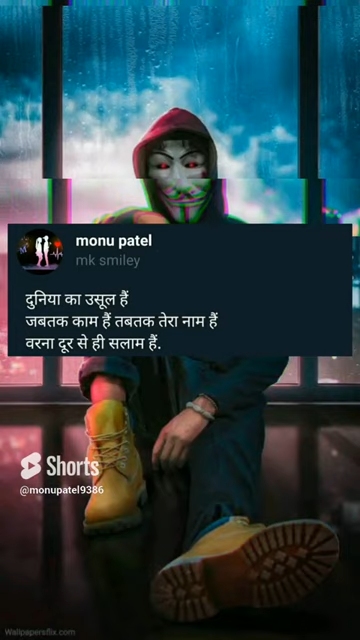 monu patel
mk smiley
दुनिया का उसूल हैं
जबतक काम हैं तबतक तेरा नाम हैं
वरना दूर से ही सलाम हैं.
Shorts
@monupatel9386
Wallpapersflix.com